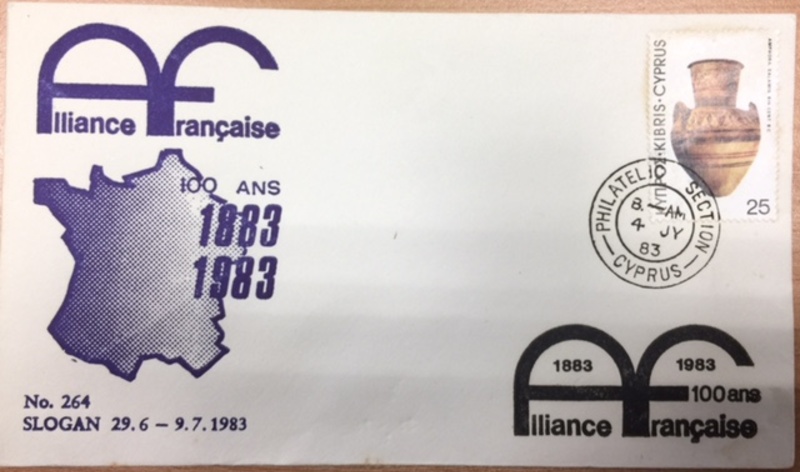 Alliance Française
100 ANS
1883
1983
No. 264
SLOGAN 29.6 – 9.7.1983
ΚΥΠΡΟΣ·KIBRIS·CYPRUS
25
PHILATELIC SECTION
8. – AM
4 JY
83
CYPRUS
1883 1983
100 ans
Alliance Française